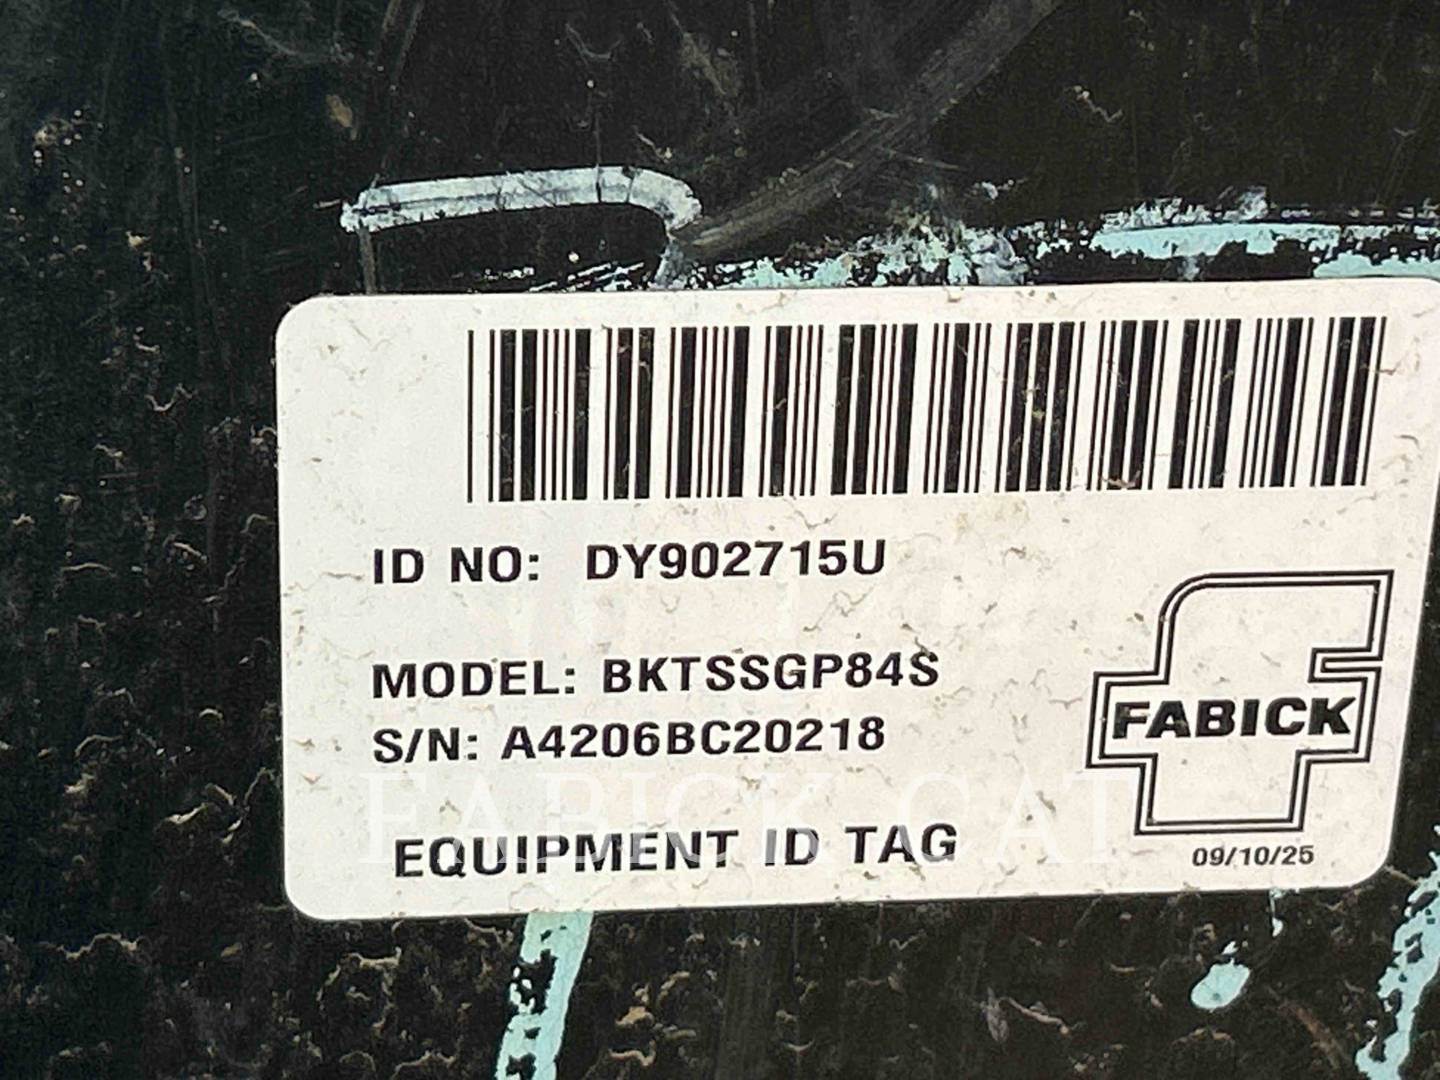 ID NO: DY902715U
MODEL: BKTSSGP84S
S/N: A4206BC20218
FABICK
FABICK CAT
EQUIPMENT ID TAG
09/10/25